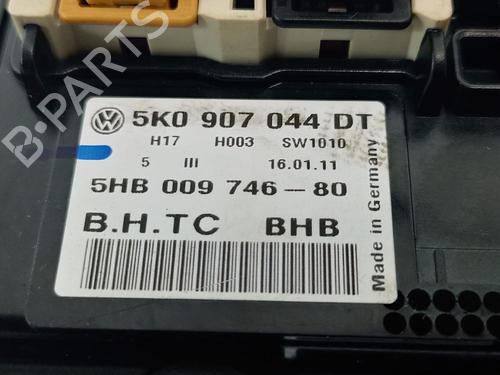 5K0 907 044 DT
H17 H003 SW1010
5 III 16.01.11
5HB 009 746-80
B.H.TC BHB
Made in Germany
B-PARTS